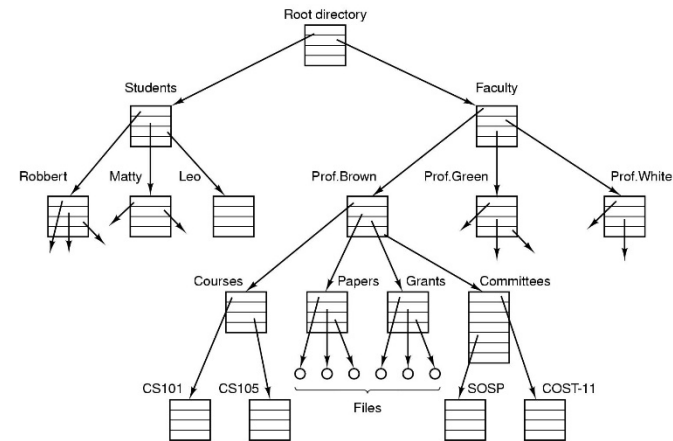 Root directory
Students
Faculty
Robbert
Matty
Leo
Prof.Brown
Prof.Green
Prof.White
Courses
Papers
Grants
Committees
CS101
CS105
Files
SOSP
COST-11